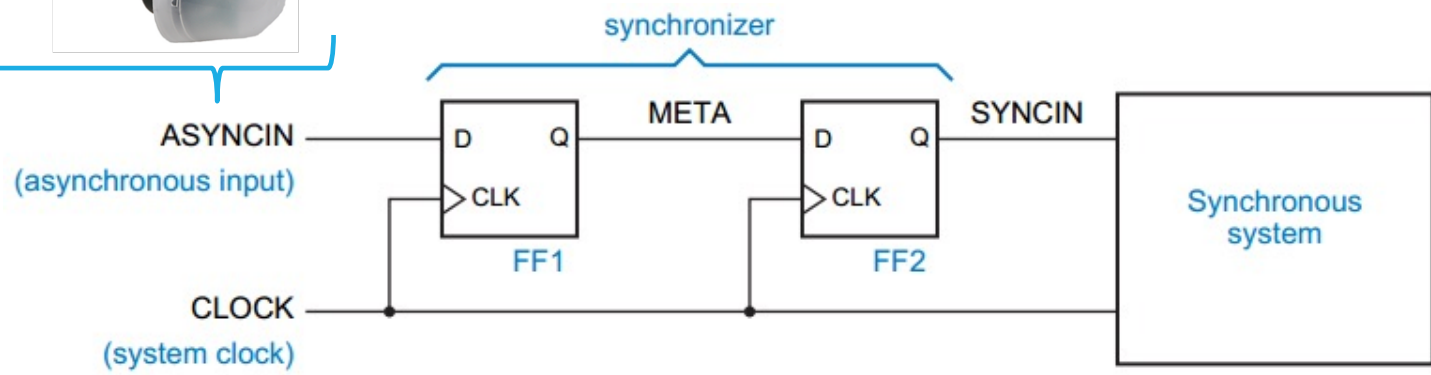 synchronizer
ASYNCIN
(asynchronous input)
D
Q
CLK
FF1
META
D
Q
CLK
FF2
SYNCIN
Synchronous
system
CLOCK
(system clock)